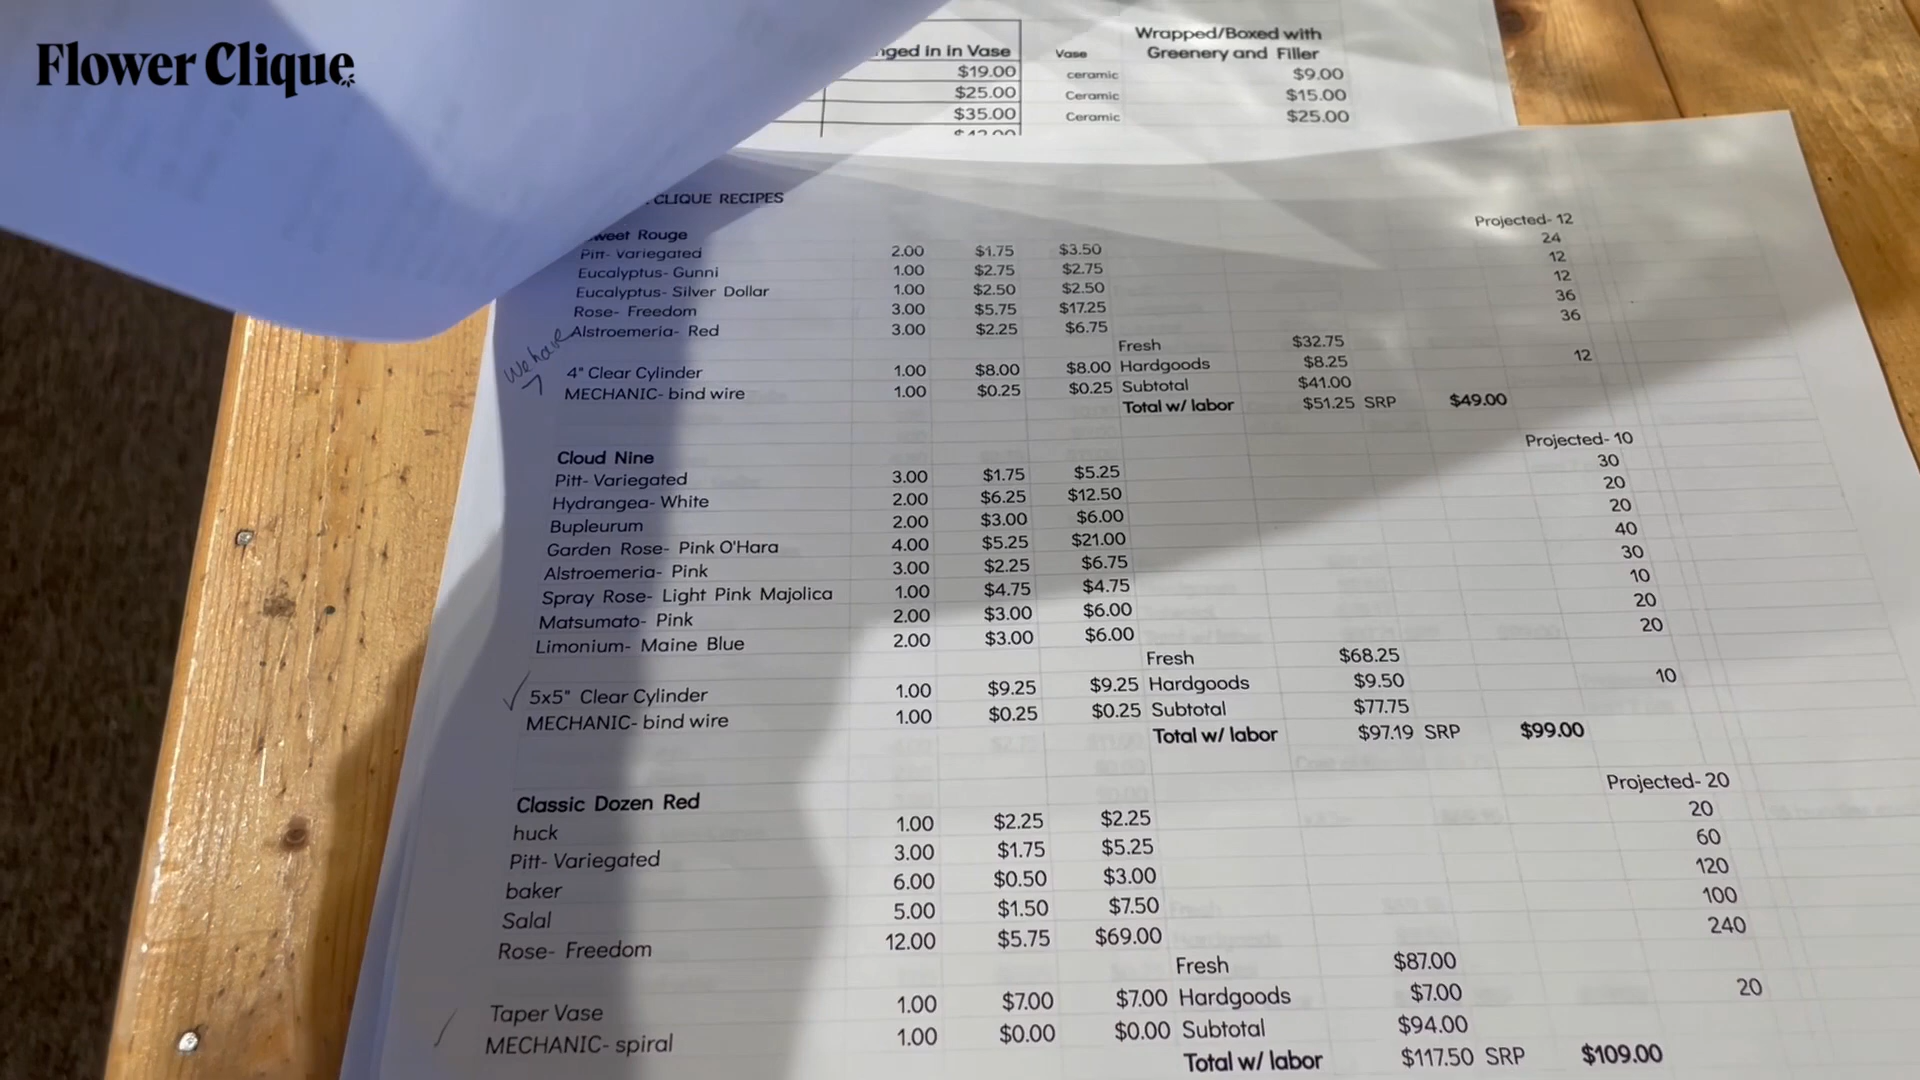 Flower Clique
nged in in Vase Vase Wrapped/Boxed with Greenery and Filler
$19.00 ceramic $9.00
$25.00 Ceramic $15.00
$35.00 Ceramic $25.00
CLIQUE RECIPES
weet Rouge Projected- 12
Pitt- Variegated 2.00 $1.75 $3.50 24
Eucalyptus- Gunni 1.00 $2.75 $2.75 12
Eucalyptus- Silver Dollar 1.00 $2.50 $2.50 12
Rose- Freedom 3.00 $5.75 $17.25 36
Alstroemeria- Red 3.00 $2.25 $6.75 36
Fresh $32.75
We have
4" Clear Cylinder 1.00 $8.00 $8.00 Hardgoods $8.25 12
MECHANIC- bind wire 1.00 $0.25 $0.25 Subtotal $41.00
Total w/ labor $51.25 SRP $49.00
Cloud Nine Projected- 10
Pitt- Variegated 3.00 $1.75 $5.25 30
Hydrangea- White 2.00 $6.25 $12.50 20
Bupleurum 2.00 $3.00 $6.00 20
Garden Rose- Pink O'Hara 4.00 $5.25 $21.00 40
Alstroemeria- Pink 3.00 $2.25 $6.75 30
Spray Rose- Light Pink Majolica 1.00 $4.75 $4.75 10
Matsumato- Pink 2.00 $3.00 $6.00 20
Limonium- Maine Blue 2.00 $3.00 $6.00 20
Fresh $68.25
5x5" Clear Cylinder 1.00 $9.25 $9.25 Hardgoods $9.50 10
MECHANIC- bind wire 1.00 $0.25 $0.25 Subtotal $77.75
Total w/ labor $97.19 SRP $99.00
Classic Dozen Red Projected- 20
huck 1.00 $2.25 $2.25 20
Pitt- Variegated 3.00 $1.75 $5.25 60
baker 6.00 $0.50 $3.00 120
Salal 5.00 $1.50 $7.50 100
Rose- Freedom 12.00 $5.75 $69.00 240
Fresh $87.00
Taper Vase 1.00 $7.00 $7.00 Hardgoods $7.00 20
MECHANIC- spiral 1.00 $0.00 $0.00 Subtotal $94.00
Total w/ labor $117.50 SRP $109.00